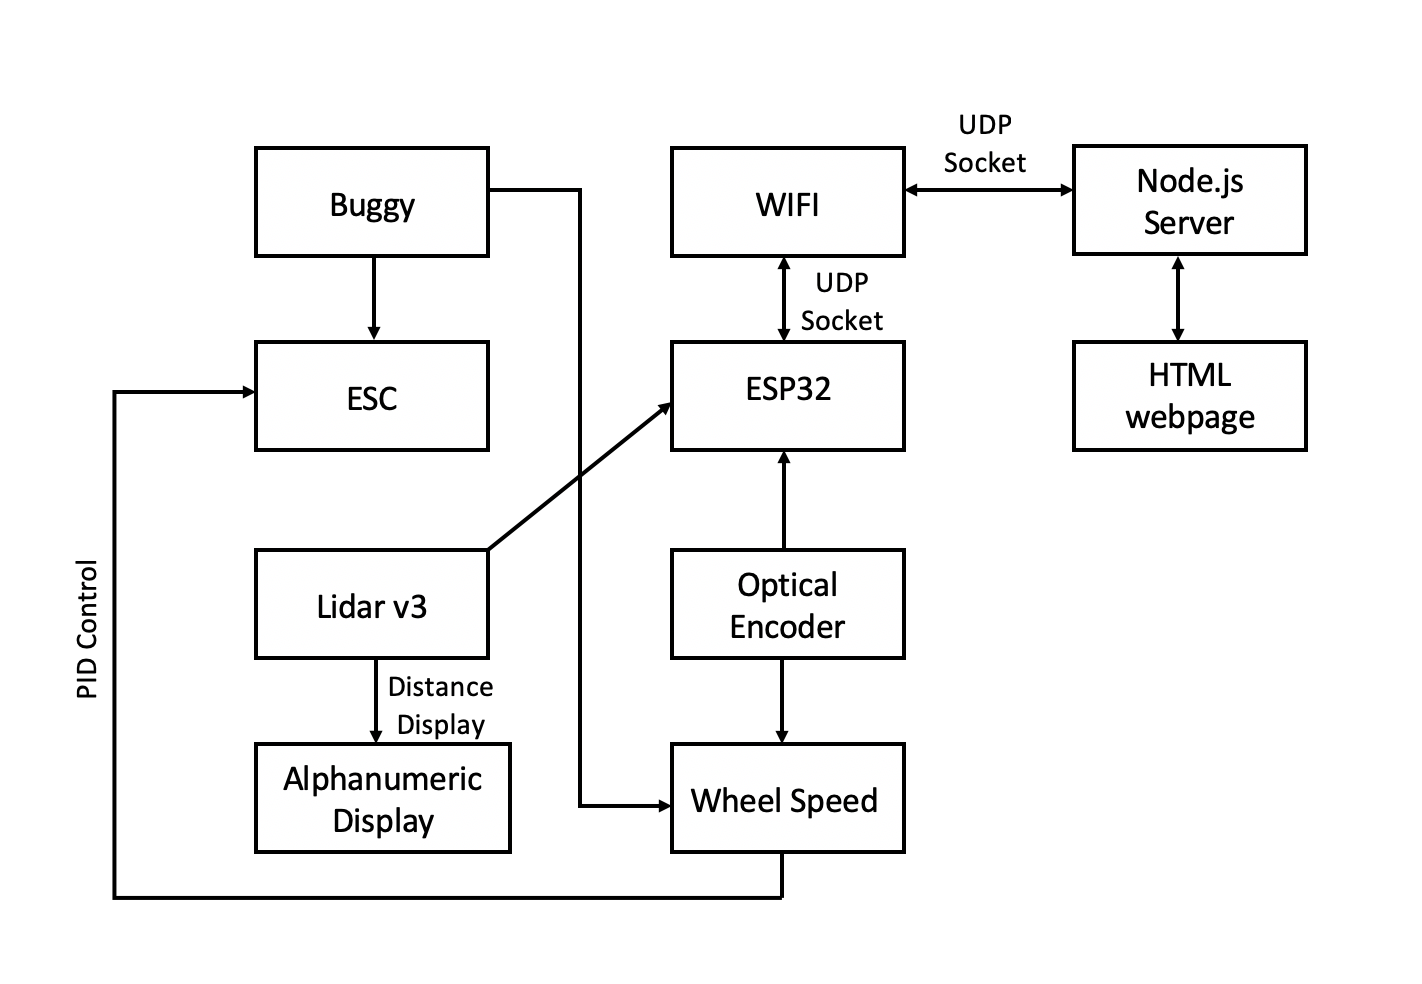 UDP
Socket
Buggy
WIFI
Node.js
Server
UDP
Socket
ESC
ESP32
HTML
webpage
PID Control
Lidar v3
Optical
Encoder
Distance
Display
Alphanumeric
Display
Wheel Speed